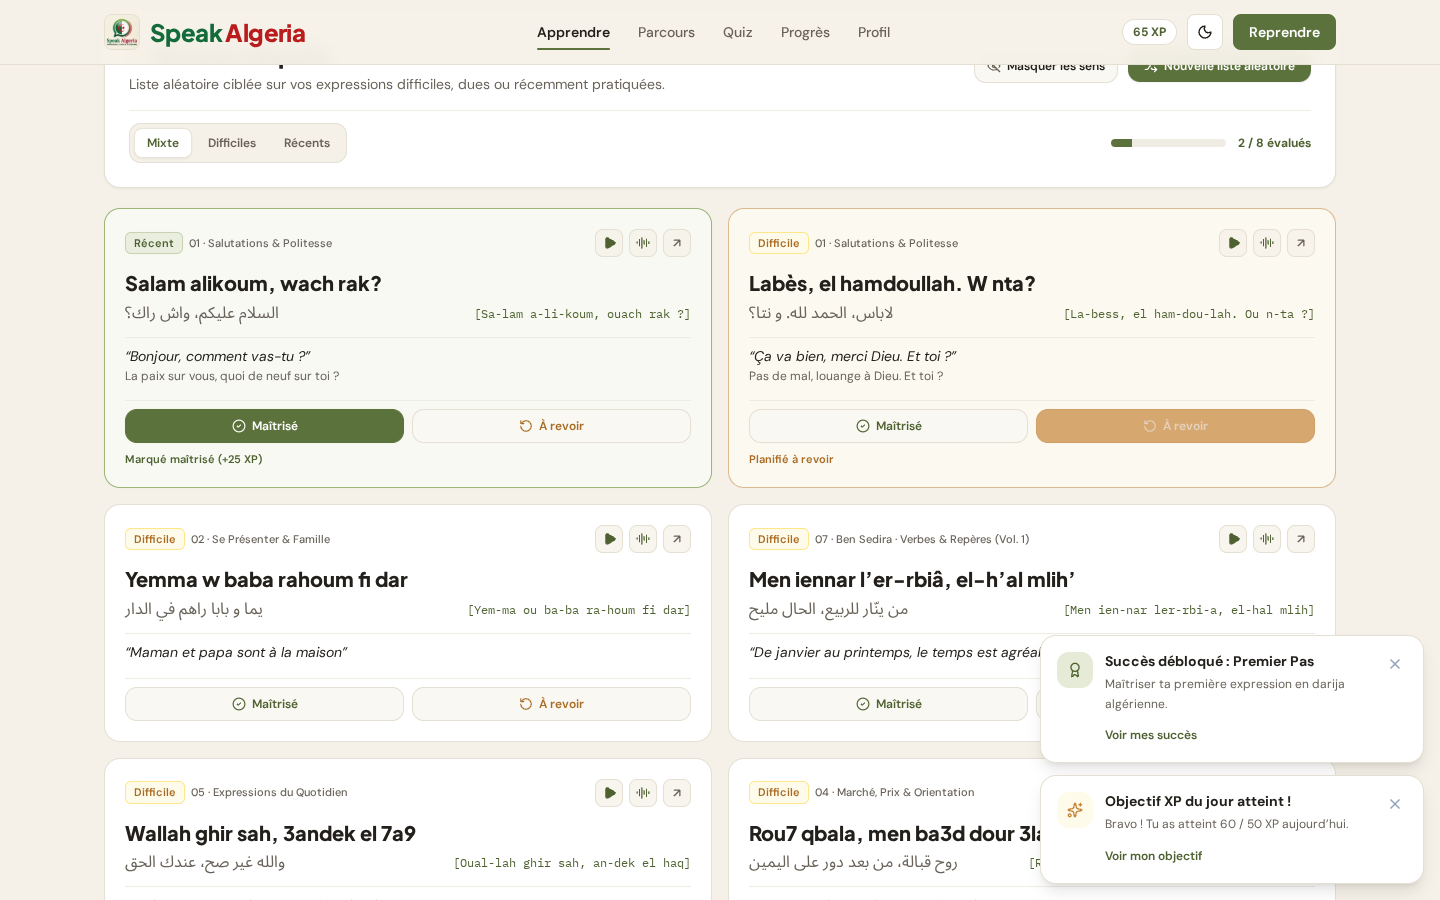 Speak Algeria
Apprendre
Parcours
Quiz
Progrès
Profil
65 XP
Reprendre
Liste aléatoire ciblée sur vos expressions difficiles, dues ou récemment pratiquées.
Masquer les sens
Nouvelle liste aléatoire
Mixte
Difficiles
Récents
2 / 8 évalués
Récent
01 · Salutations & Politesse
Salam alikoum, wach rak?
السلام عليكم، واش راك؟
[Sa-lam a-li-koum, ouach rak ?]
“Bonjour, comment vas-tu ?”
La paix sur vous, quoi de neuf sur toi ?
Maîtrisé
À revoir
Marqué maîtrisé (+25 XP)
Difficile
01 · Salutations & Politesse
Labès, el hamdoullah. W nta?
لاباس، الحمد لله. و نتا؟
[La-bess, el ham-dou-lah. Ou n-ta ?]
“Ça va bien, merci Dieu. Et toi ?”
Pas de mal, louange à Dieu. Et toi ?
Maîtrisé
À revoir
Planifié à revoir
Difficile
02 · Se Présenter & Famille
Yemma w baba rahoum fi dar
يما و بابا راهم في الدار
[Yem-ma ou ba-ba ra-houm fi dar]
“Maman et papa sont à la maison”
Maîtrisé
À revoir
Difficile
07 · Ben Sedira · Verbes & Repères (Vol. 1)
Men iennar l’er-rbiâ, el-h’al mlih’
من ينّار للربيع، الحال مليح
[Men ien-nar ler-rbi-a, el-hal mlih]
“De janvier au printemps, le temps est
Maîtrisé
Difficile
05 · Expressions du Quotidien
Wallah ghir sah, 3andek el 7a9
والله غير صح، عندك الحق
[Oual-lah ghir sah, an-dek el haq]
Difficile
04 · Marché, Prix & Orientation
Rou7 qbala, men ba3d dour
روح قبالة، من بعد دور على اليمين
Succès débloqué : Premier Pas
Maîtriser ta première expression en darija
algérienne.
Voir mes succès
Objectif XP du jour atteint !
Bravo ! Tu as atteint 60 / 50 XP aujourd’hui.
Voir mon objectif